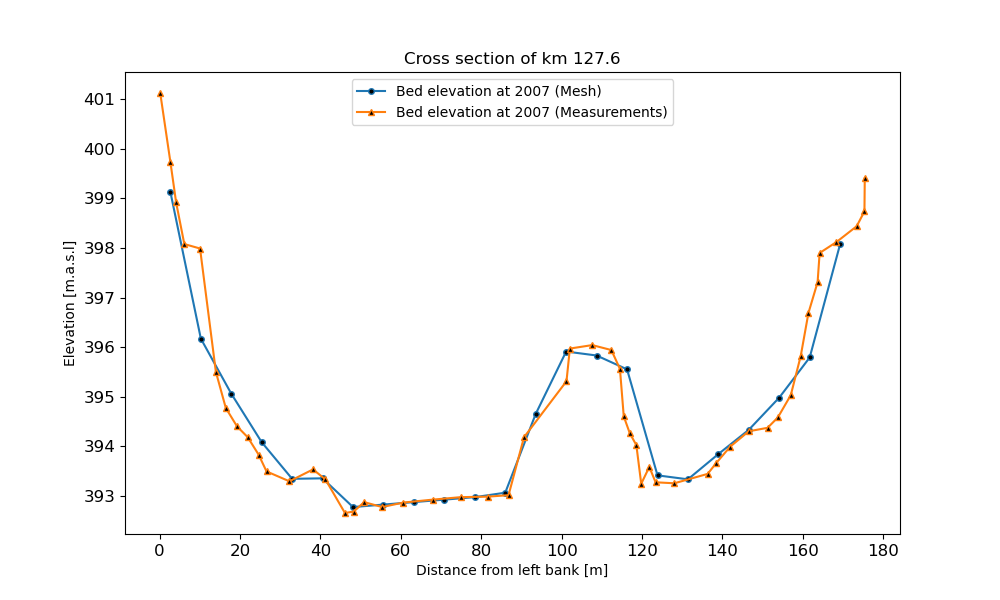 Cross section of km 127.6
Bed elevation at 2007 (Mesh)
Bed elevation at 2007 (Measurements)
Elevation [m.a.s.l]
401
400
399
398
397
396
395
394
393
0 20 40 60 80 100 120 140 160 180
Distance from left bank [m]